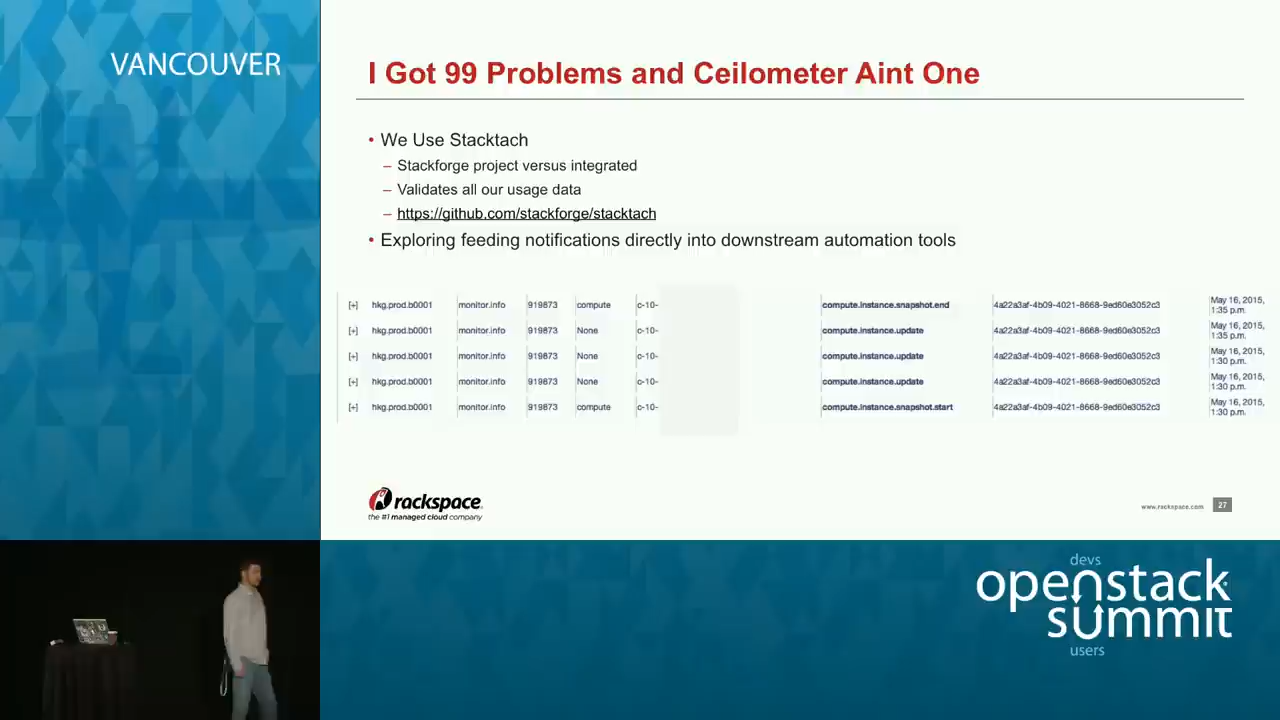 VANCOUVER
I Got 99 Problems and Ceilometer Aint One
• We Use Stacktach
– Stackforge project versus integrated
– Validates all our usage data
– https://github.com/stackforge/stacktach
• Exploring feeding notifications directly into downstream automation tools
[+] hkg.prod.b0001 monitor.info 919873 compute c-10- compute.instance.snapshot.end 4a22a3af-4b09-4021-8668-9ed60e3052c3 May 16, 2015, 1:35 p.m.
[+] hkg.prod.b0001 monitor.info 919873 None c-10- compute.instance.update 4a22a3af-4b09-4021-8668-9ed60e3052c3 May 16, 2015, 1:35 p.m.
[+] hkg.prod.b0001 monitor.info 919873 None c-10- compute.instance.update 4a22a3af-4b09-4021-8668-9ed60e3052c3 May 16, 2015, 1:30 p.m.
[+] hkg.prod.b0001 monitor.info 919873 None c-10- compute.instance.update 4a22a3af-4b09-4021-8668-9ed60e3052c3 May 16, 2015, 1:30 p.m.
[+] hkg.prod.b0001 monitor.info 919873 compute c-10- compute.instance.snapshot.start 4a22a3af-4b09-4021-8668-9ed60e3052c3 May 16, 2015, 1:30 p.m.
rackspace
the #1 managed cloud company
www.rackspace.com 27
devs
openstack
summit
users